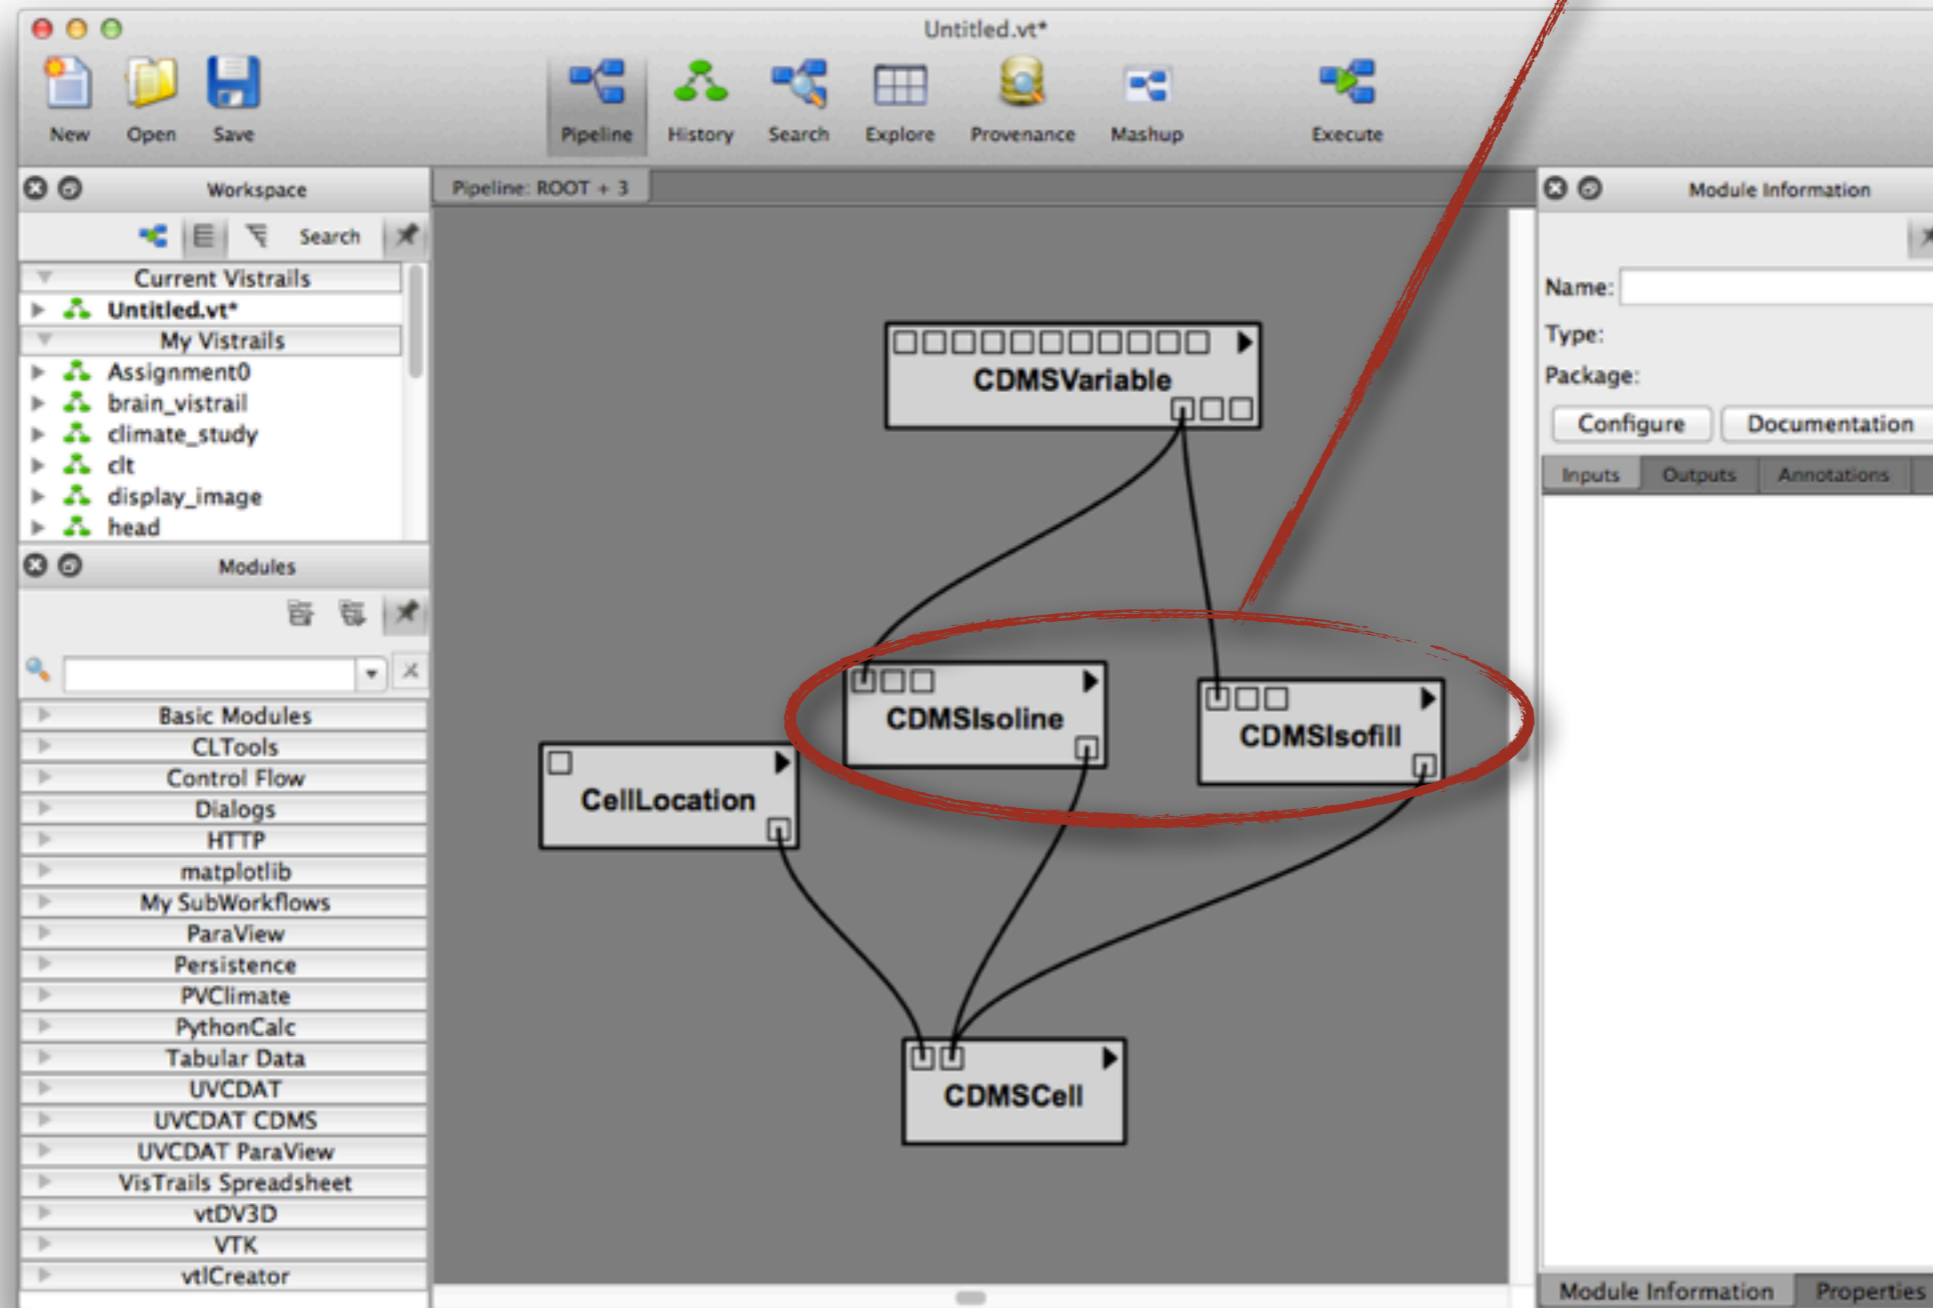 Untitled.vt*
New Open Save Pipeline History Search Explore Provenance Mashup Execute
Workspace
Search
Current Vistrails
Untitled.vt*
My Vistrails
Assignment0
brain_vistrail
climate_study
clt
display_image
head
Modules
Basic Modules
CLTools
Control Flow
Dialogs
HTTP
matplotlib
My SubWorkflows
ParaView
Persistence
PVClimate
PythonCalc
Tabular Data
UVCDAT
UVCDAT CDMS
UVCDAT ParaView
VisTrails Spreadsheet
vtDV3D
VTK
vtlCreator
Pipeline: ROOT + 3
CDMSVariable
CDMSIsoline
CDMSIsofill
CellLocation
CDMSCell
Module Information
Name:
Type:
Package:
Configure Documentation
Inputs Outputs Annotations
Module Information Properties